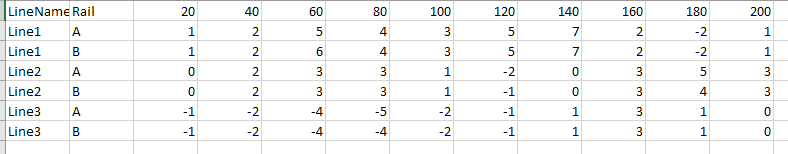 LineName Rail 20 40 60 80 100 120 140 160 180 200
Line1 A 1 2 5 4 3 5 7 2 -2 1
Line1 B 1 2 6 4 3 5 7 2 -2 1
Line2 A 0 2 3 3 1 -2 0 3 5 3
Line2 B 0 2 3 3 1 -1 0 3 4 3
Line3 A -1 -2 -4 -5 -2 -1 1 3 1 0
Line3 B -1 -2 -4 -4 -2 -1 1 3 1 0